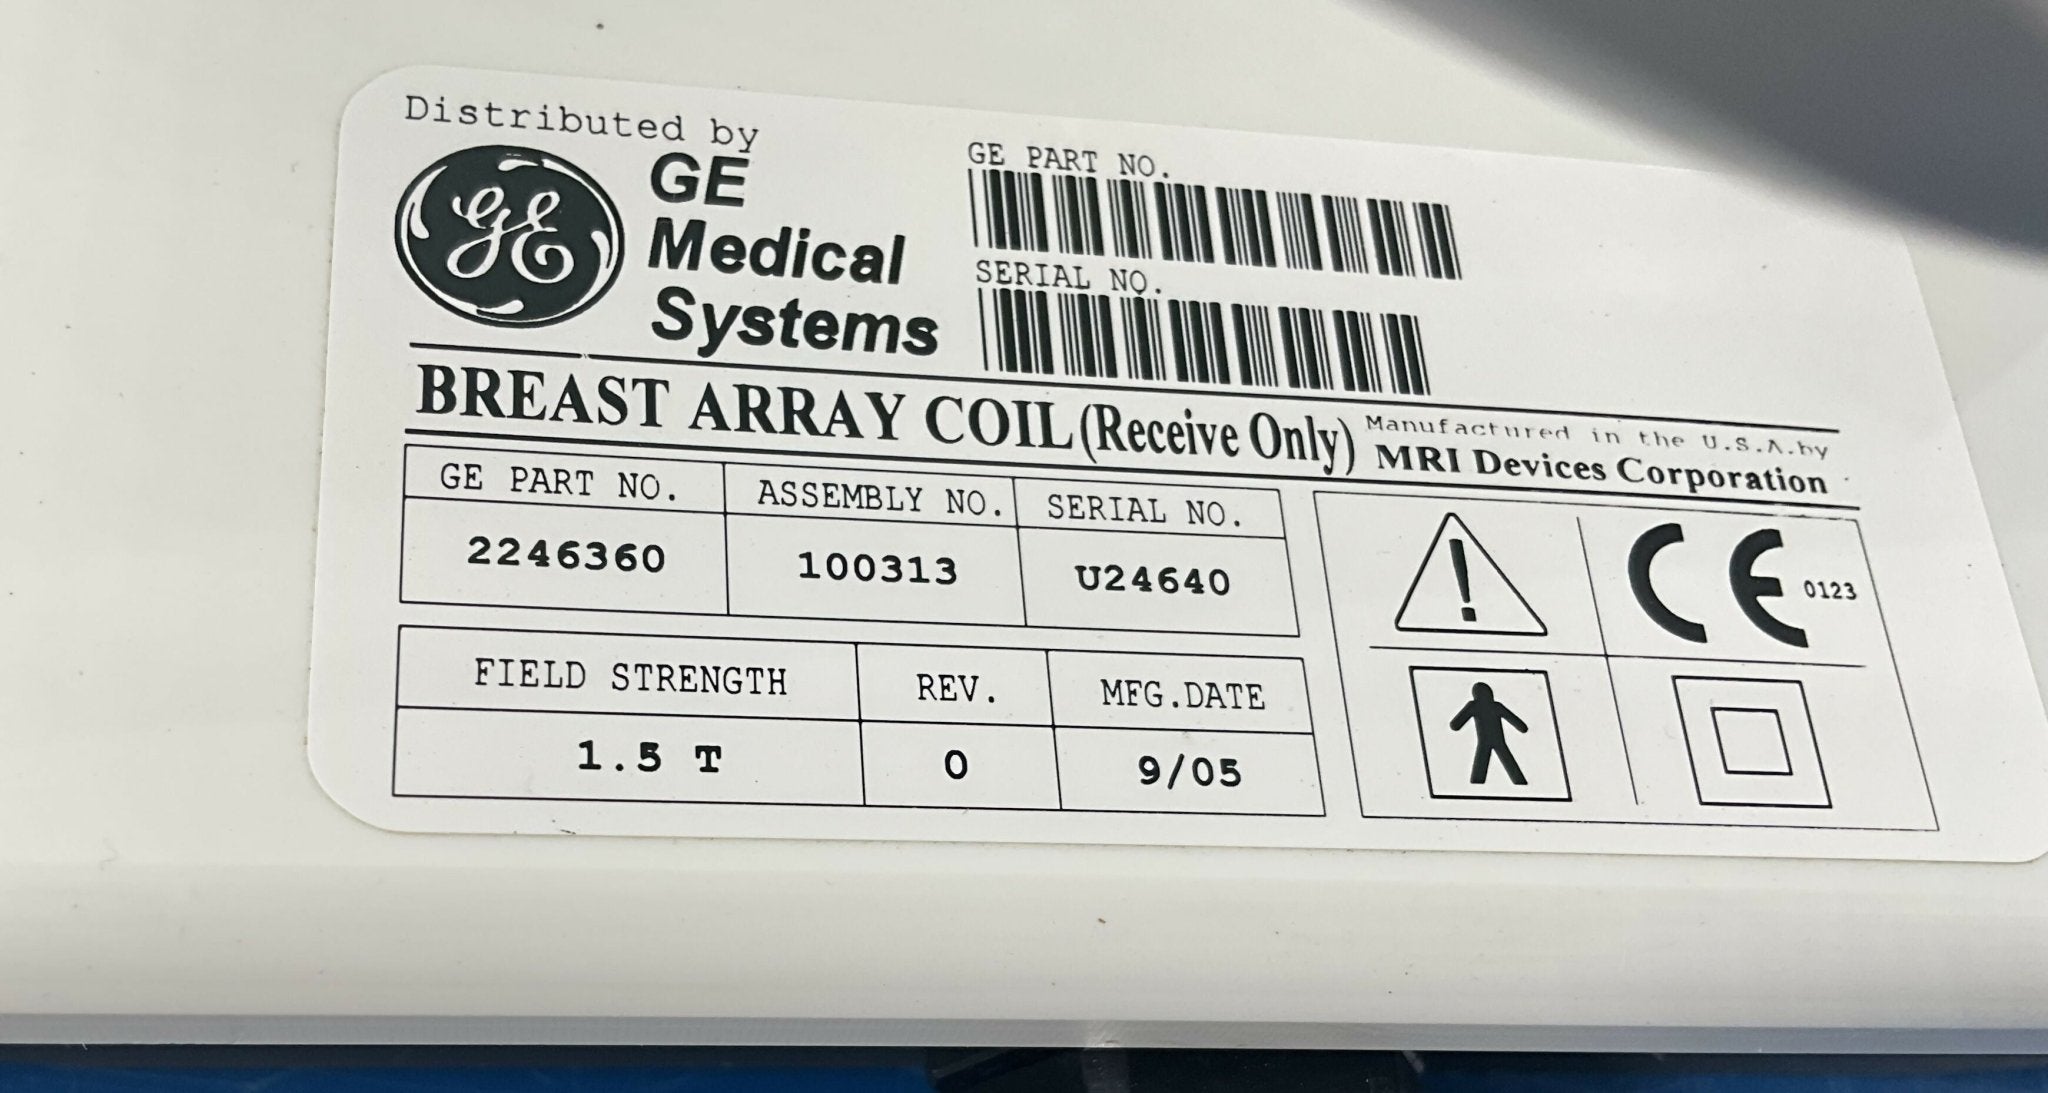 Distributed by
GE
GE
Medical
Systems
GE PART NO.
SERIAL NO.
BREAST ARRAY COIL (Receive Only)
Manufactured in the U.S.A. by
MRI Devices Corporation
GE PART NO. ASSEMBLY NO. SERIAL NO.
2246360 100313 U24640
FIELD STRENGTH REV. MFG.DATE
1.5 T 0 9/05
!
CE 0123